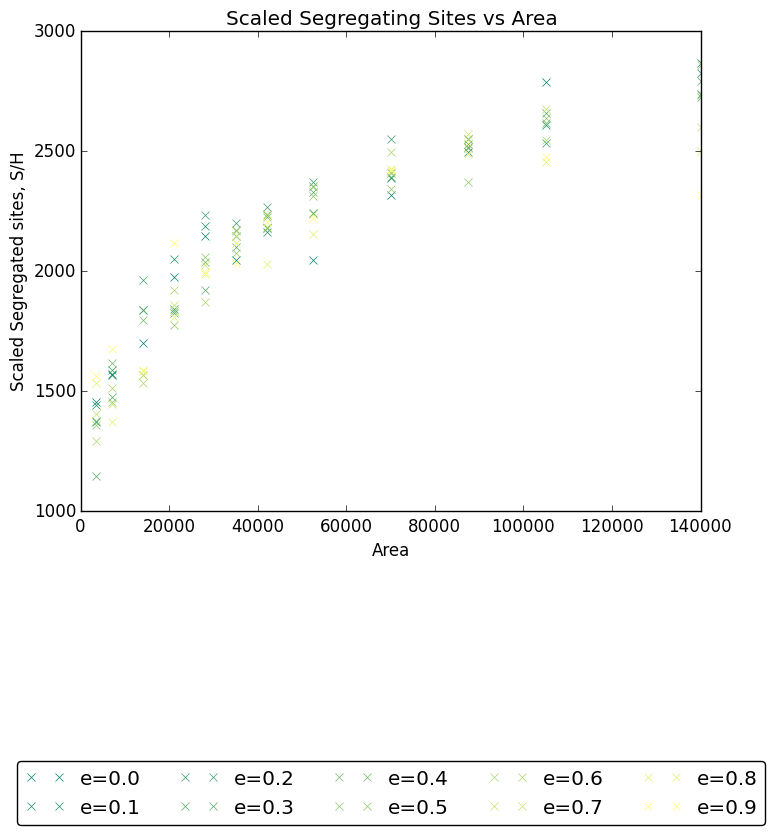 Scaled Segregating Sites vs Area
3000
2500
2000
1500
1000
Scaled Segregated sites, S/H
0 20000 40000 60000 80000 100000 120000 140000
Area
e=0.0 e=0.2 e=0.4 e=0.6 e=0.8
e=0.1 e=0.3 e=0.5 e=0.7 e=0.9